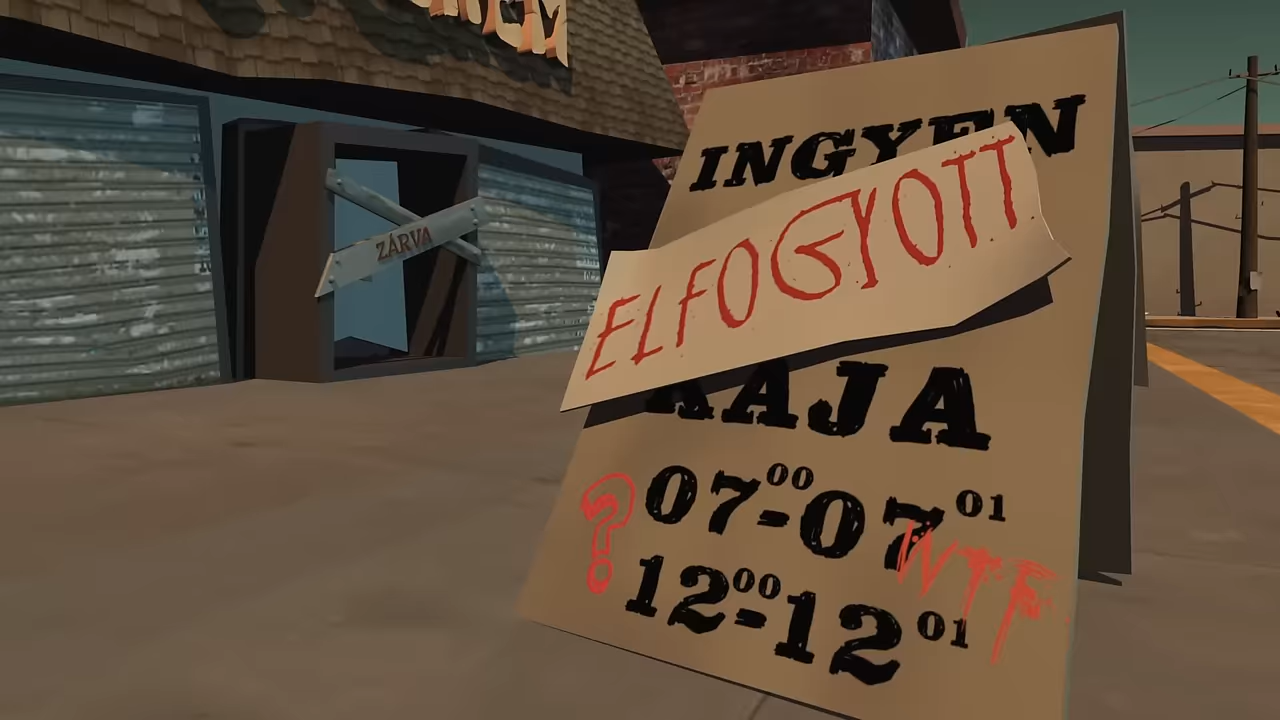 INGYEN
ELFOGYOTT
KAJA
?
07⁰⁰-07⁰¹
WTF
12⁰⁰-12⁰¹
ZÁRVA